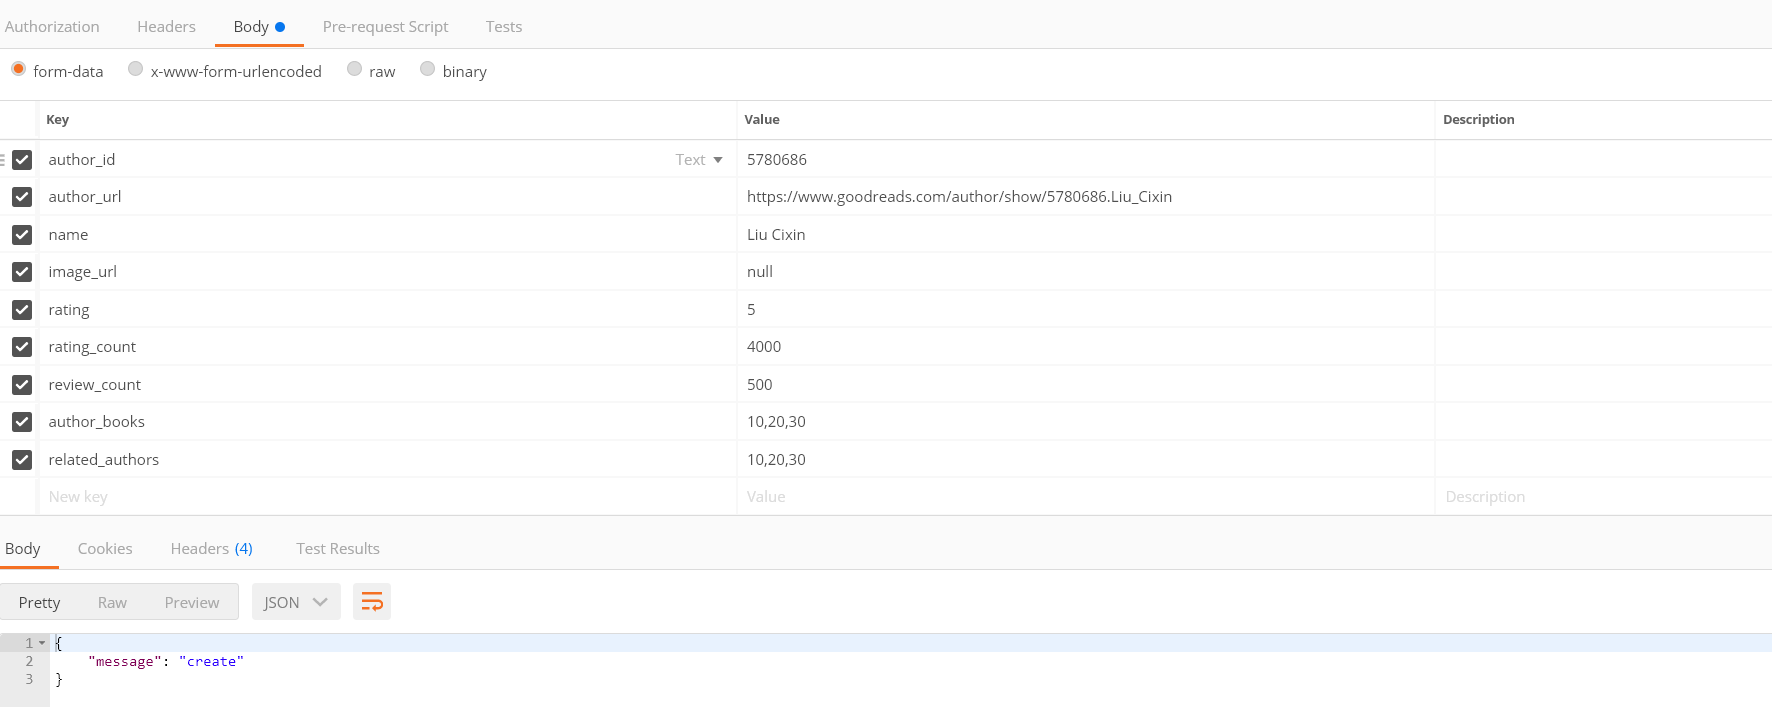 Authorization Headers Body Pre-request Script Tests
form-data x-www-form-urlencoded raw binary
Key Value Description
author_id Text 5780686
author_url https://www.goodreads.com/author/show/5780686.Liu_Cixin
name Liu Cixin
image_url null
rating 5
rating_count 4000
review_count 500
author_books 10,20,30
related_authors 10,20,30
New key Value Description
Body Cookies Headers (4) Test Results
Pretty Raw Preview JSON
1 {
2 "message": "create"
3 }